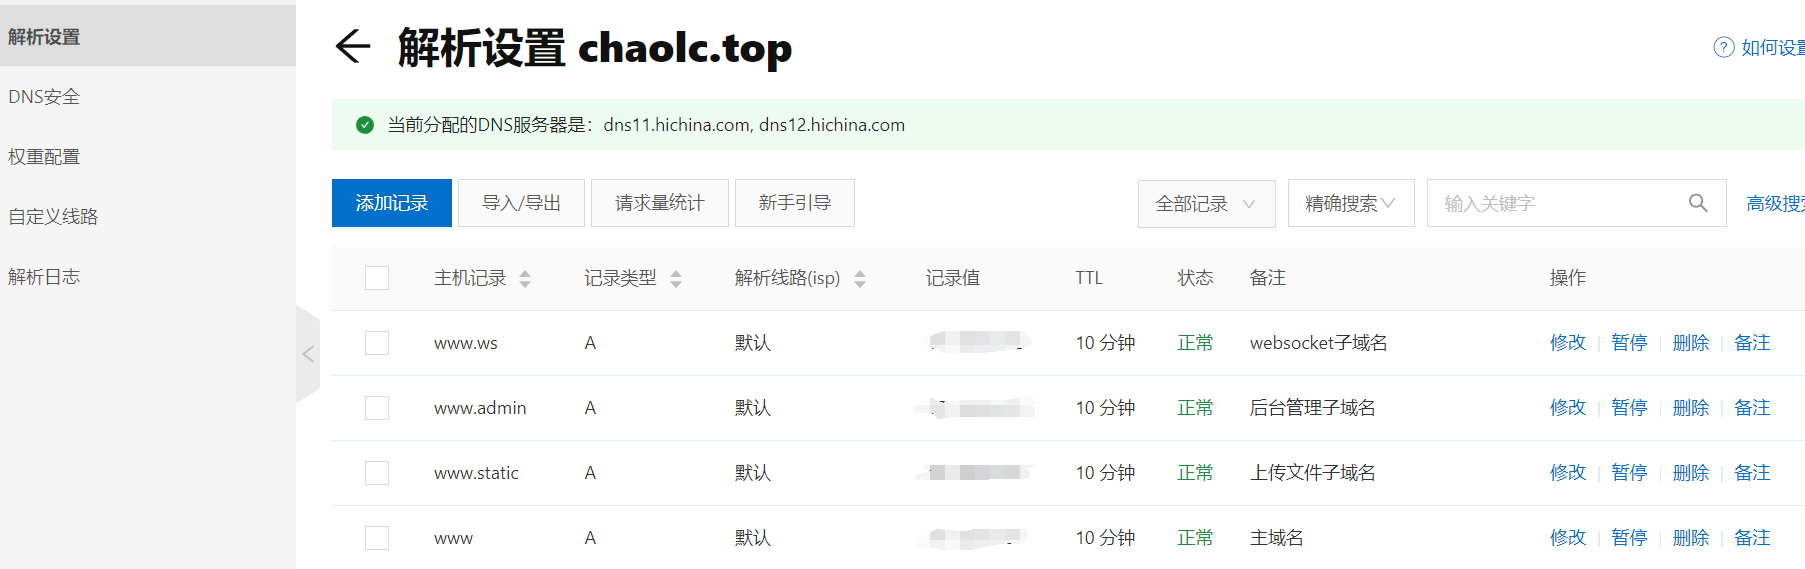 解析设置
DNS安全
权重配置
自定义线路
解析日志
解析设置 chaolc.top
如何设置
当前分配的DNS服务器是：dns11.hichina.com, dns12.hichina.com
添加记录 导入/导出 请求量统计 新手引导 全部记录 精确搜索 输入关键字 高级搜索
主机记录 记录类型 解析线路(isp) 记录值 TTL 状态 备注 操作
www.ws A 默认 10 分钟 正常 websocket子域名 修改 暂停 删除 备注
www.admin A 默认 10 分钟 正常 后台管理子域名 修改 暂停 删除 备注
www.static A 默认 10 分钟 正常 上传文件子域名 修改 暂停 删除 备注
www A 默认 10 分钟 正常 主域名 修改 暂停 删除 备注